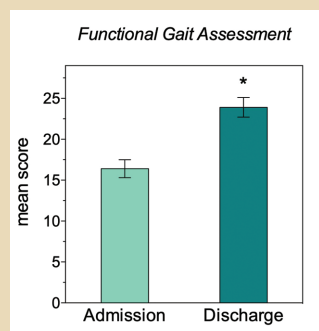 Functional Gait Assessment
*
25
20
15
10
5
0
mean score
Admission
Discharge